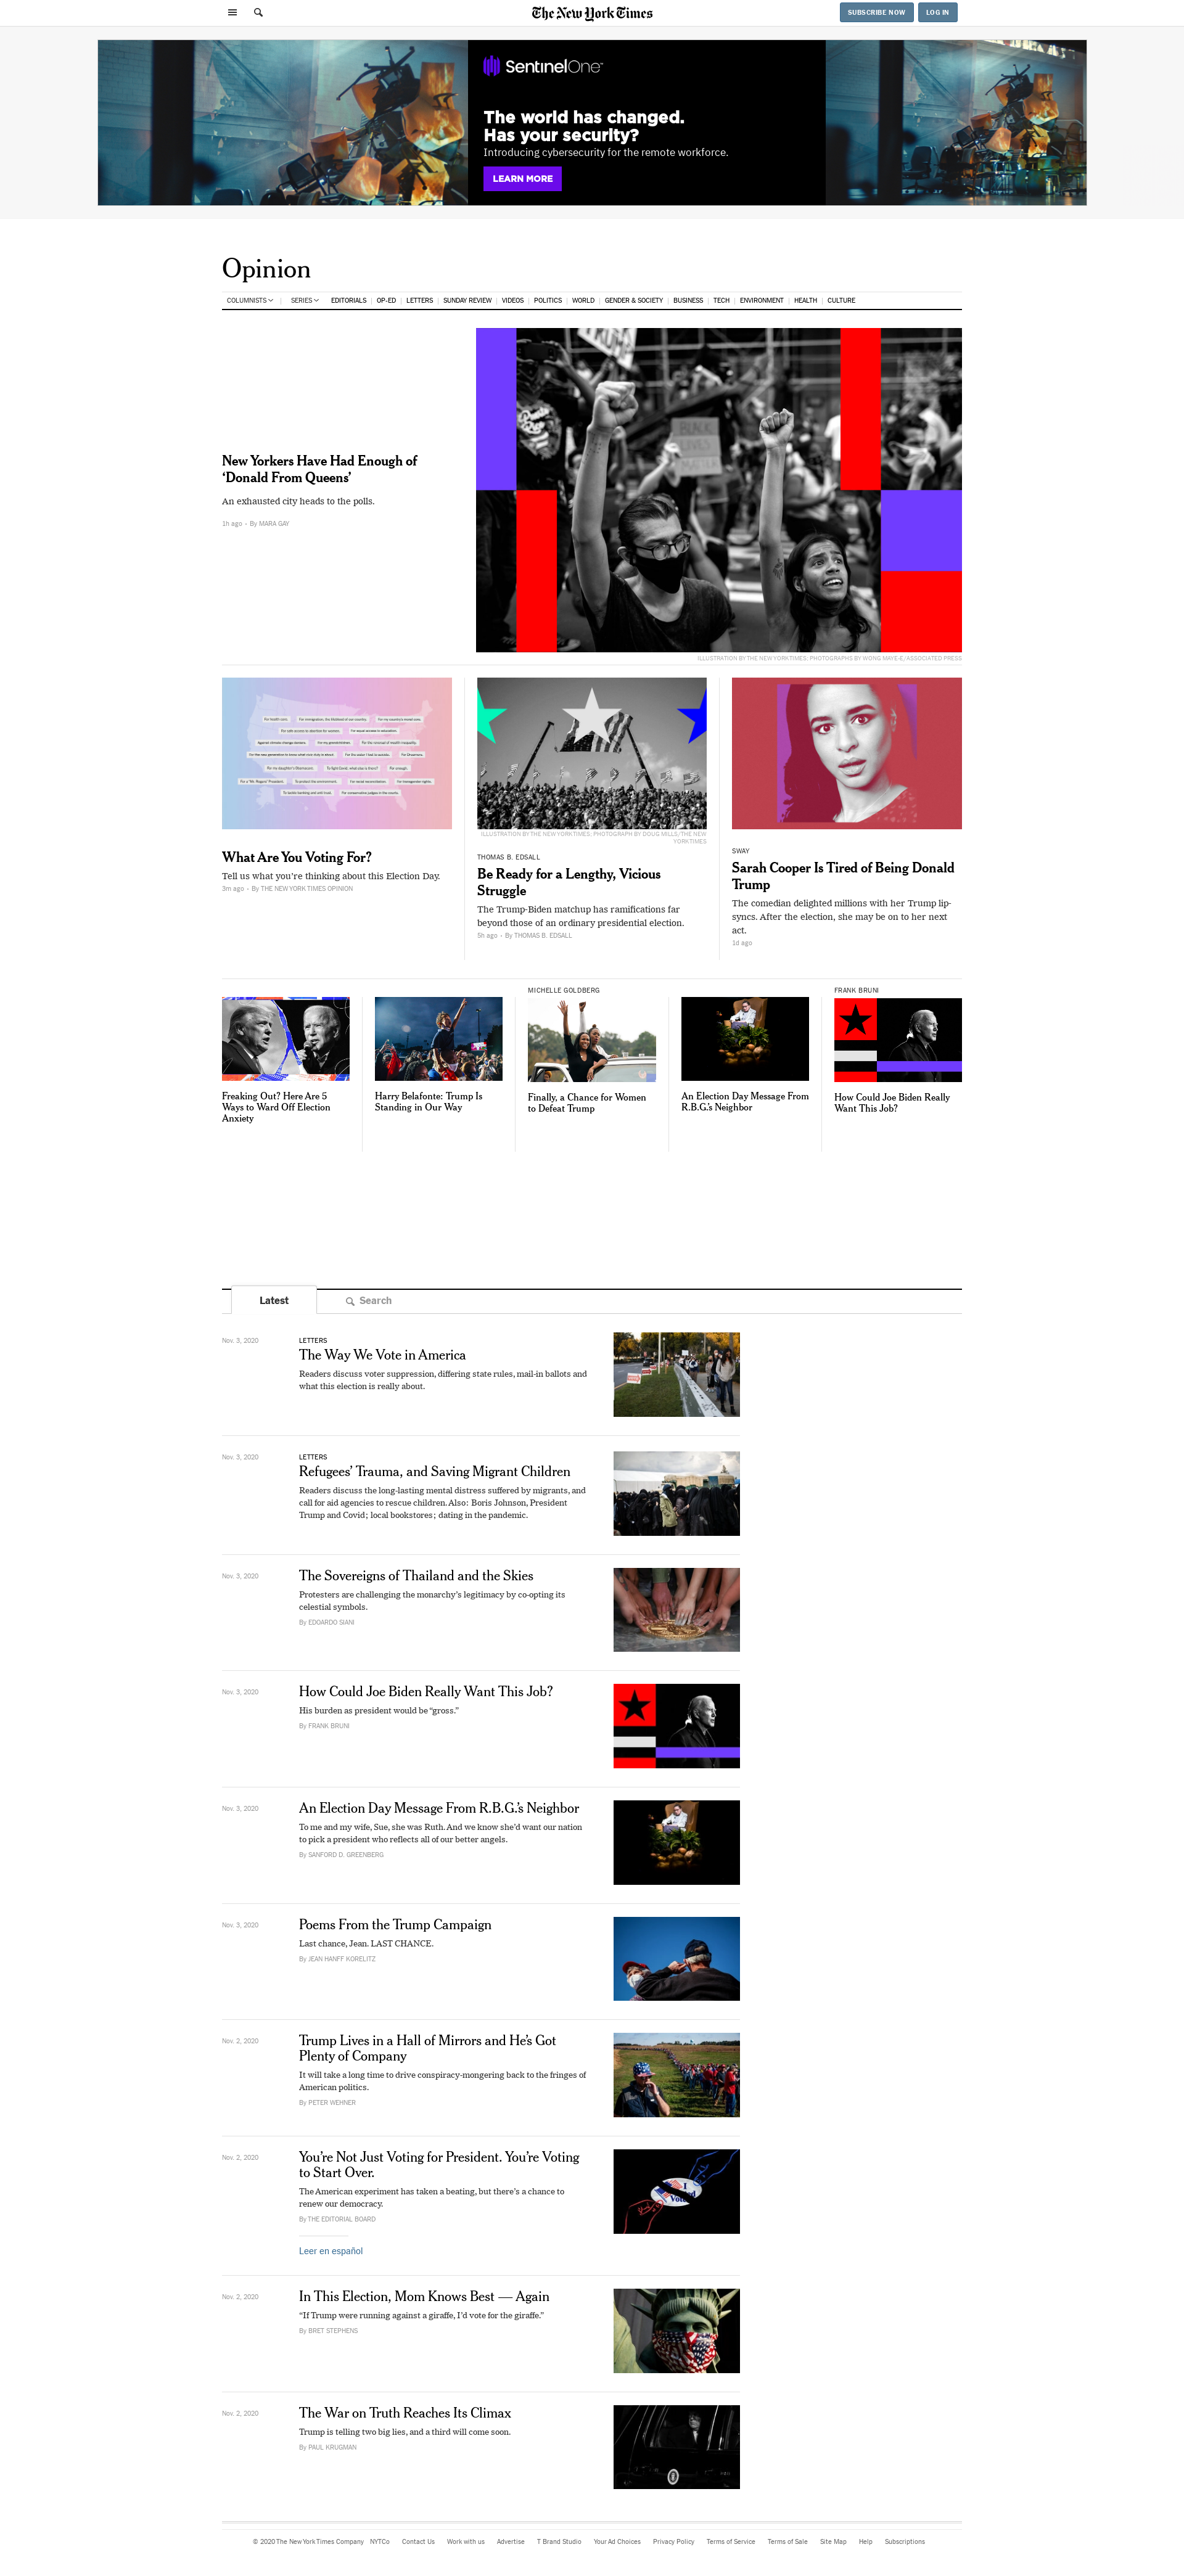 The New York Times
SUBSCRIBE NOW
LOG IN
SentinelOne
The world has changed.
Has your security?
Introducing cybersecurity for the remote workforce.
LEARN MORE
Opinion
COLUMNISTS | SERIES EDITORIALS | OP-ED | LETTERS | SUNDAY REVIEW | VIDEOS | POLITICS | WORLD | GENDER & SOCIETY | BUSINESS | TECH | ENVIRONMENT | HEALTH | CULTURE
New Yorkers Have Had Enough of
‘Donald From Queens’
An exhausted city heads to the polls.
1h ago • By MARA GAY
ILLUSTRATION BY THE NEW YORK TIMES; PHOTOGRAPHS BY WONG MAYE-E/ASSOCIATED PRESS
What Are You Voting For?
Tell us what you’re thinking about this Election Day.
3m ago • By THE NEW YORK TIMES OPINION
ILLUSTRATION BY THE NEW YORK TIMES; PHOTOGRAPH BY DOUG MILLS/THE NEW
YORK TIMES
THOMAS B. EDSALL
Be Ready for a Lengthy, Vicious
Struggle
The Trump-Biden matchup has ramifications far
beyond those of an ordinary presidential election.
5h ago • By THOMAS B. EDSALL
SWAY
Sarah Cooper Is Tired of Being Donald
Trump
The comedian delighted millions with her Trump lip-
syncs. After the election, she may be on to her next
act.
1d ago
Freaking Out? Here Are 5
Ways to Ward Off Election
Anxiety
Harry Belafonte: Trump Is
Standing in Our Way
MICHELLE GOLDBERG
Finally, a Chance for Women
to Defeat Trump
An Election Day Message From
R.B.G.’s Neighbor
FRANK BRUNI
How Could Joe Biden Really
Want This Job?
Latest
Search
Nov. 3, 2020
LETTERS
The Way We Vote in America
Readers discuss voter suppression, differing state rules, mail-in ballots and
what this election is really about.
Nov. 3, 2020
LETTERS
Refugees’ Trauma, and Saving Migrant Children
Readers discuss the long-lasting mental distress suffered by migrants, and
call for aid agencies to rescue children. Also: Boris Johnson, President
Trump and Covid; local bookstores; dating in the pandemic.
Nov. 3, 2020
The Sovereigns of Thailand and the Skies
Protesters are challenging the monarchy’s legitimacy by co-opting its
celestial symbols.
By EDOARDO SIANI
Nov. 3, 2020
How Could Joe Biden Really Want This Job?
His burden as president would be “gross.”
By FRANK BRUNI
Nov. 3, 2020
An Election Day Message From R.B.G.’s Neighbor
To me and my wife, Sue, she was Ruth. And we know she’d want our nation
to pick a president who reflects all of our better angels.
By SANFORD D. GREENBERG
Nov. 3, 2020
Poems From the Trump Campaign
Last chance, Jean. LAST CHANCE.
By JEAN HANFF KORELITZ
Nov. 2, 2020
Trump Lives in a Hall of Mirrors and He’s Got
Plenty of Company
It will take a long time to drive conspiracy-mongering back to the fringes of
American politics.
By PETER WEHNER
Nov. 2, 2020
You’re Not Just Voting for President. You’re Voting
to Start Over.
The American experiment has taken a beating, but there’s a chance to
renew our democracy.
By THE EDITORIAL BOARD
Leer en español
Nov. 2, 2020
In This Election, Mom Knows Best — Again
“If Trump were running against a giraffe, I’d vote for the giraffe.”
By BRET STEPHENS
Nov. 2, 2020
The War on Truth Reaches Its Climax
Trump is telling two big lies, and a third will come soon.
By PAUL KRUGMAN
© 2020 The New York Times Company NYTCo Contact Us Work with us Advertise T Brand Studio Your Ad Choices Privacy Policy Terms of Service Terms of Sale Site Map Help Subscriptions